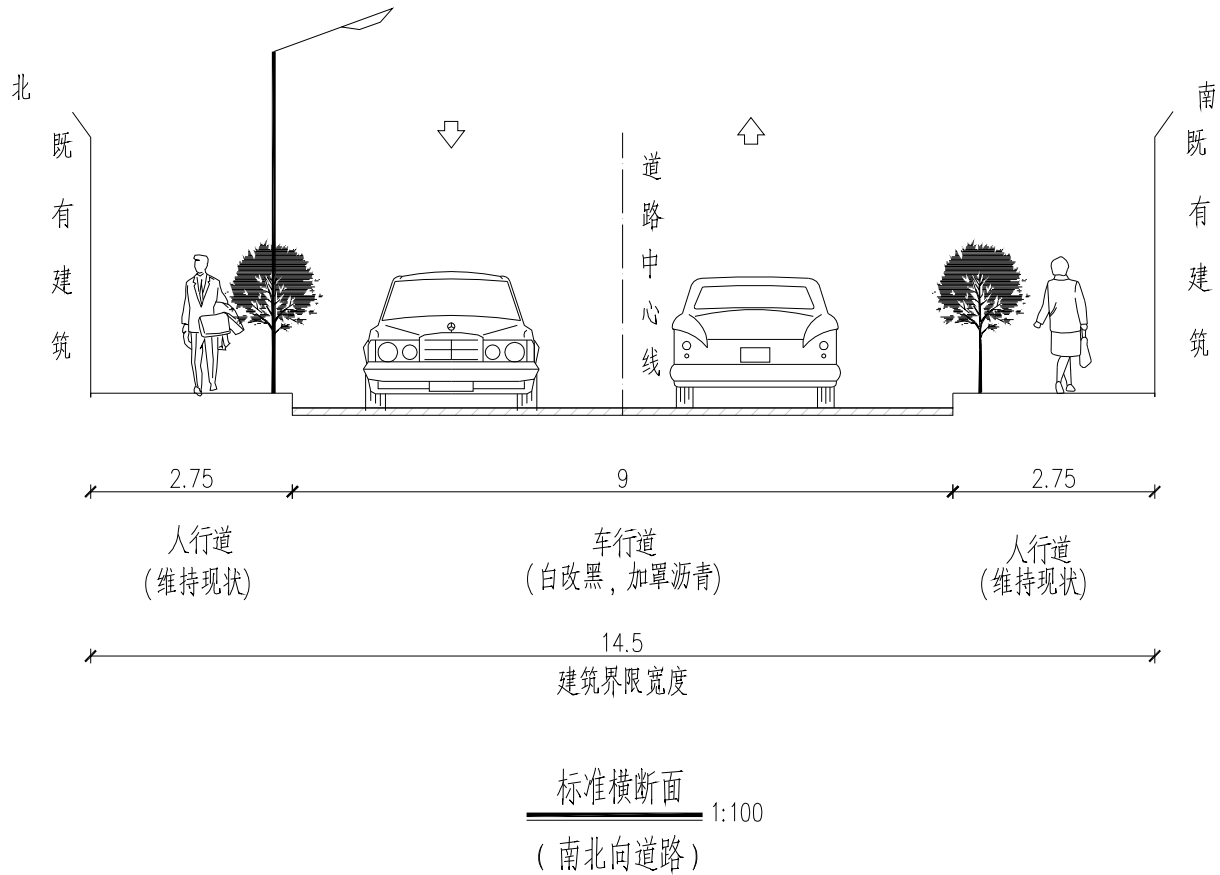 北
南
既有建筑
道路中心线
既有建筑
2.75
9
2.75
人行道
(维持现状)
车行道
(白改黑，加罩沥青)
人行道
(维持现状)
14.5
建筑界限宽度
标准横断面
1:100
(南北向道路)